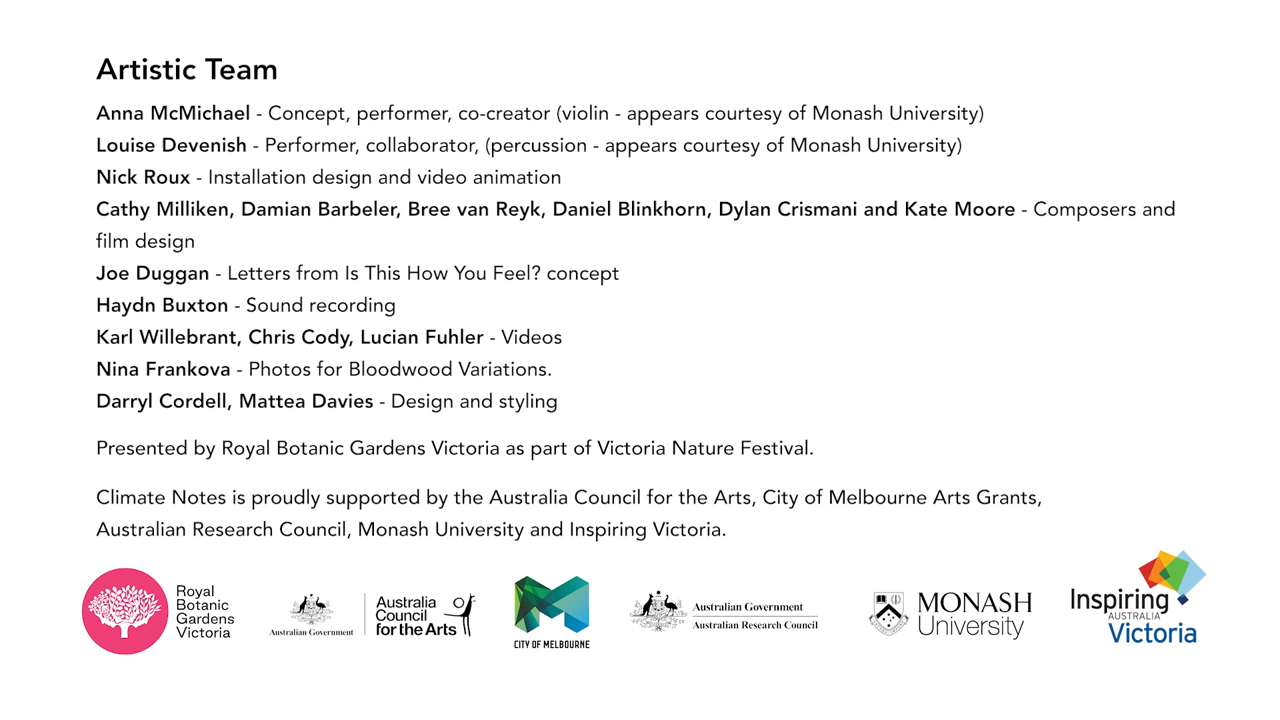 Artistic Team
Anna McMichael - Concept, performer, co-creator (violin - appears courtesy of Monash University)
Louise Devenish - Performer, collaborator, (percussion - appears courtesy of Monash University)
Nick Roux - Installation design and video animation
Cathy Milliken, Damian Barbeler, Bree van Reyk, Daniel Blinkhorn, Dylan Crismani and Kate Moore - Composers and
film design
Joe Duggan - Letters from Is This How You Feel? concept
Haydn Buxton - Sound recording
Karl Willebrant, Chris Cody, Lucian Fuhler - Videos
Nina Frankova - Photos for Bloodwood Variations.
Darryl Cordell, Mattea Davies - Design and styling
Presented by Royal Botanic Gardens Victoria as part of Victoria Nature Festival.
Climate Notes is proudly supported by the Australia Council for the Arts, City of Melbourne Arts Grants,
Australian Research Council, Monash University and Inspiring Victoria.
Royal
Botanic
Gardens
Victoria
Australian Government
Australia
Council
for the Arts
CITY OF MELBOURNE
Australian Government
Australian Research Council
MONASH
University
Inspiring
AUSTRALIA
Victoria